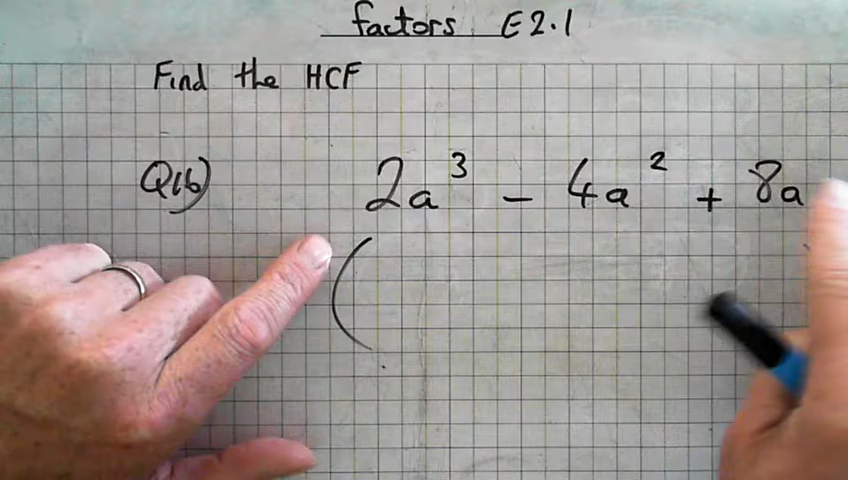 factors E2.1
Find the HCF
Q16) 2a³ - 4a² + 8a
(